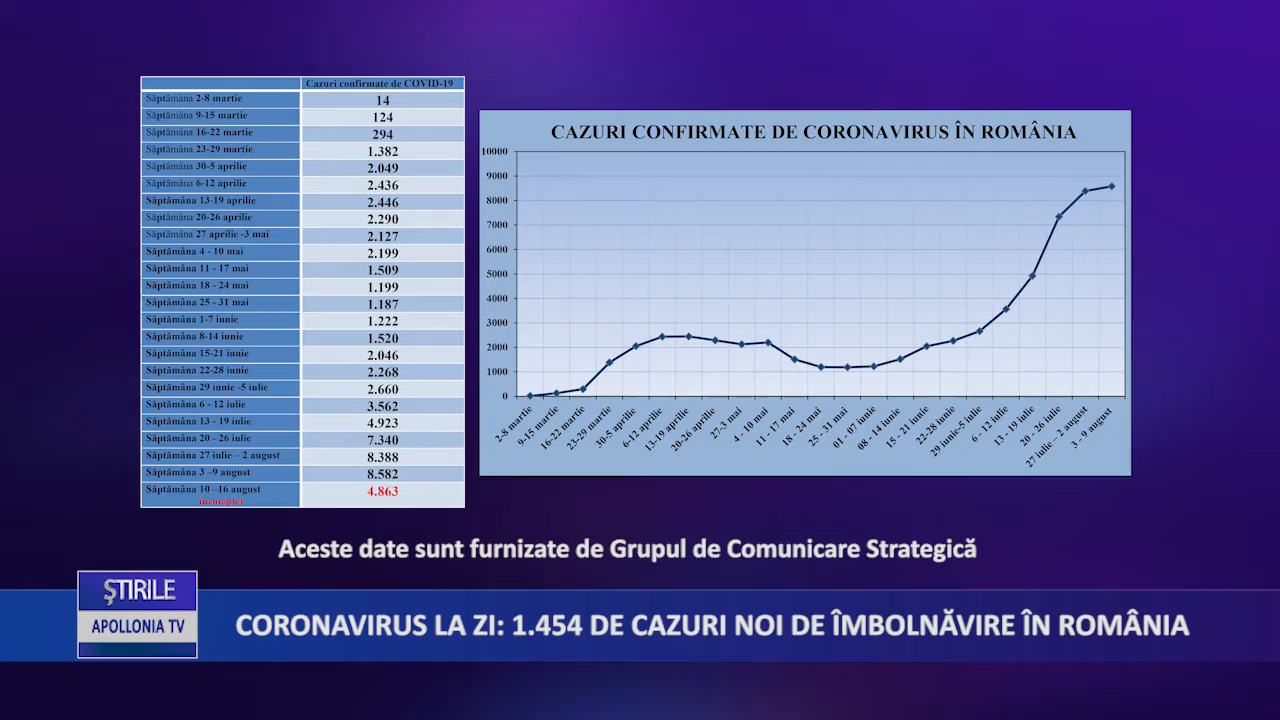 Cazuri confirmate de COVID-19
Săptămâna 2-8 martie 14
Săptămâna 9-15 martie 124
Săptămâna 16-22 martie 294
Săptămâna 23-29 martie 1.382
Săptămâna 30-5 aprilie 2.049
Săptămâna 6-12 aprilie 2.436
Săptămâna 13-19 aprilie 2.446
Săptămâna 20-26 aprilie 2.290
Săptămâna 27 aprilie -3 mai 2.127
Săptămâna 4 - 10 mai 2.199
Săptămâna 11 - 17 mai 1.509
Săptămâna 18 - 24 mai 1.199
Săptămâna 25 - 31 mai 1.187
Săptămâna 1-7 iunie 1.222
Săptămâna 8-14 iunie 1.520
Săptămâna 15-21 iunie 2.046
Săptămâna 22-28 iunie 2.268
Săptămâna 29 iunie -5 iulie 2.660
Săptămâna 6 - 12 iulie 3.562
Săptămâna 13 - 19 iulie 4.923
Săptămâna 20 - 26 iulie 7.340
Săptămâna 27 iulie – 2 august 8.388
Săptămâna 3 –9 august 8.582
Săptămâna 10 –16 august 4.863
incomplet
CAZURI CONFIRMATE DE CORONAVIRUS ÎN ROMÂNIA
10000
9000
8000
7000
6000
5000
4000
3000
2000
1000
0
2-8 martie
9-15 martie
16-22 martie
23-29 martie
30-5 aprilie
6-12 aprilie
13-19 aprilie
20-26 aprilie
27-3 mai
4 - 10 mai
11 - 17 mai
18 - 24 mai
25 - 31 mai
01 - 07 iunie
08 - 14 iunie
15 - 21 iunie
22-28 iunie
29 iunie-5 iulie
6 - 12 iulie
13 - 19 iulie
20 - 26 iulie
27 iulie – 2 august
3 - 9 august
Aceste date sunt furnizate de Grupul de Comunicare Strategică
ȘTIRILE
APOLLONIA TV
CORONAVIRUS LA ZI: 1.454 DE CAZURI NOI DE ÎMBOLNĂVIRE ÎN ROMÂNIA